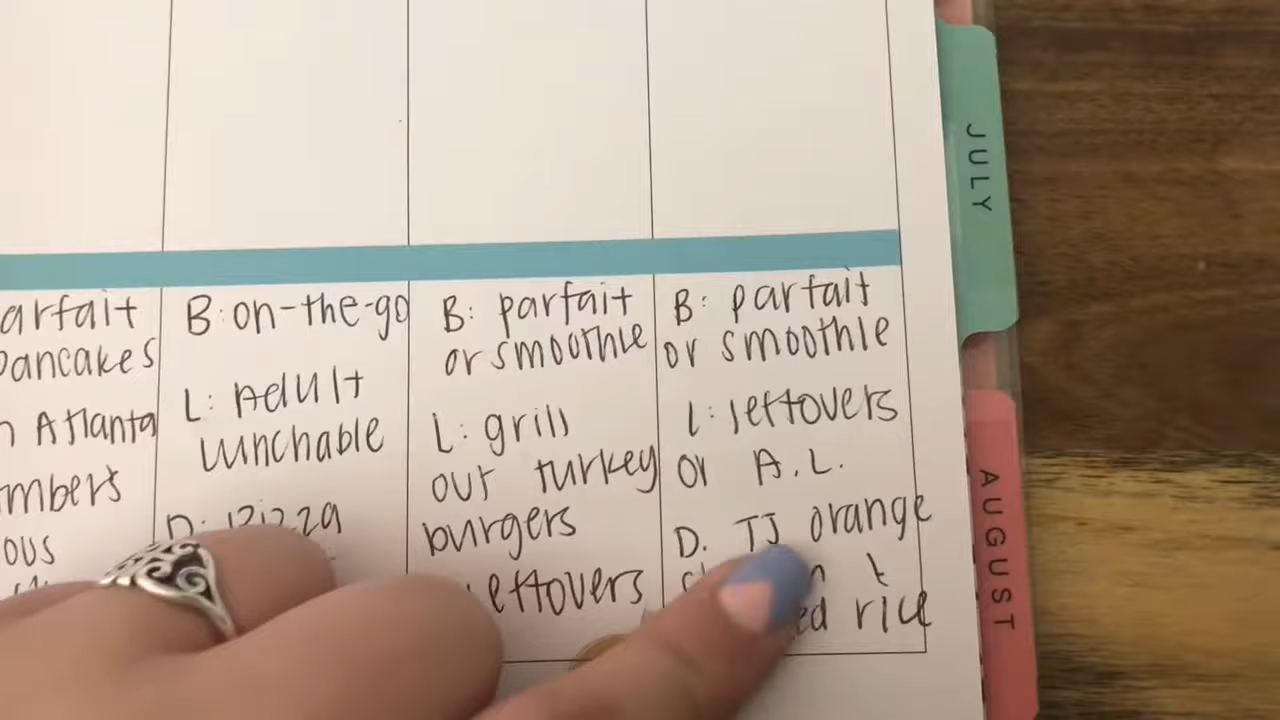 arfait
pancakes
n Atlanta
mbers
ous
B: on-the-go
L: Adult
Lunchable
D: Pizza
B: parfait
or smoothie
L: grill
out turkey
burgers
leftovers
B: parfait
or smoothie
L: leftovers
or A.L.
D. TJ orange
n &
ed rice
JULY
AUGUST